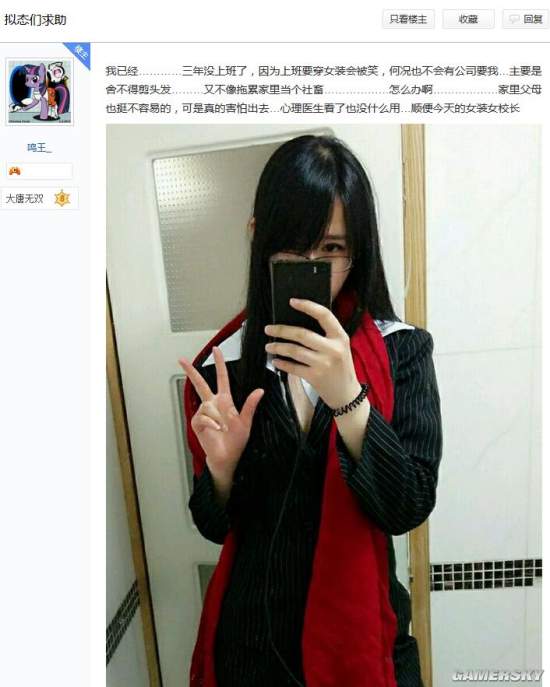 拟态们求助
只看楼主
收藏
回复
楼主
我已经…………三年没上班了，因为上班要穿女装会被笑，何况也不会有公司要我…主要是
舍不得剪头发………又不像拖累家里当个社畜………………怎么办啊………………家里父母
也挺不容易的，可是真的害怕出去…心理医生看了也没什么用…顺便今天的女装女校长
鸣王_
大唐无双
GAMERSKY